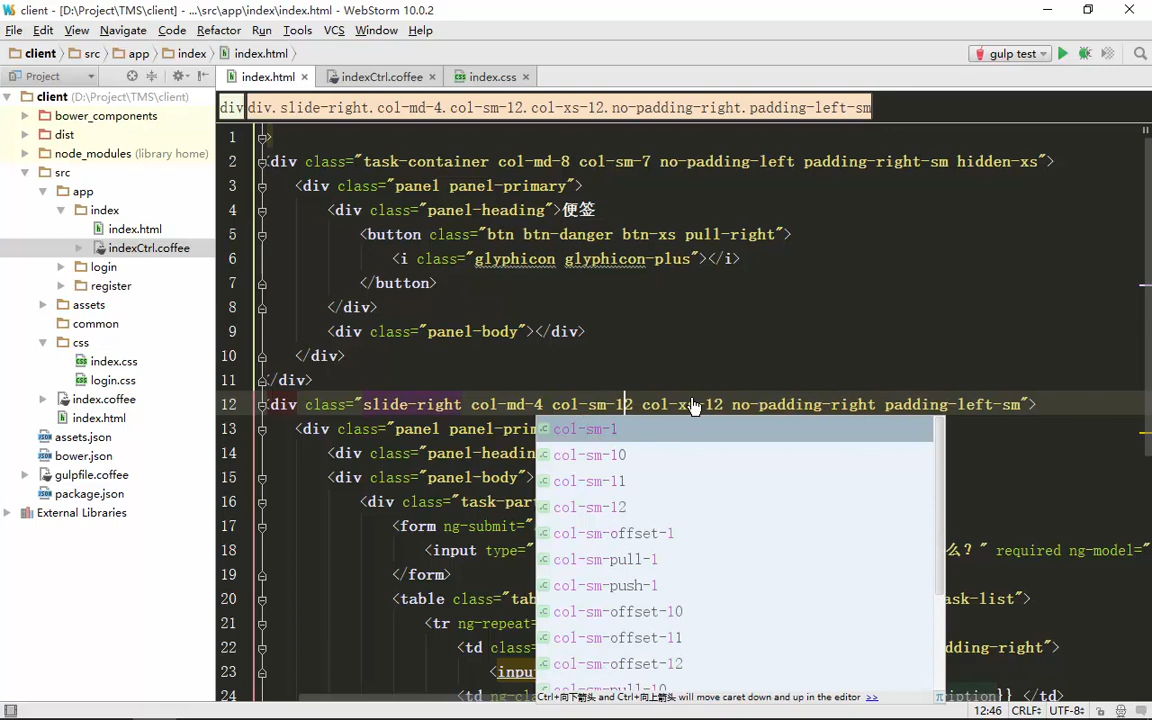 client - [D:\Project\TMS\client] - ...\src\app\index\index.html - WebStorm 10.0.2
File Edit View Navigate Code Refactor Run Tools VCS Window Help
client src app index index.html gulp test
Project index.html indexCtrl.coffee index.css
client (D:\Project\TMS\client)
bower_components
dist
node_modules (library home)
src
app
index
index.html
indexCtrl.coffee
login
register
assets
common
css
index.css
login.css
index.coffee
index.html
assets.json
bower.json
gulpfile.coffee
package.json
External Libraries
div div.slide-right.col-md-4.col-sm-12.col-xs-12.no-padding-right.padding-left-sm
1 >
2 div class="task-container col-md-8 col-sm-7 no-padding-left padding-right-sm hidden-xs">
3 <div class="panel panel-primary">
4 <div class="panel-heading">便签
5 <button class="btn btn-danger btn-xs pull-right">
6 <i class="glyphicon glyphicon-plus"></i>
7 </button>
8 </div>
9 <div class="panel-body"></div>
10 </div>
11 /div>
12 div class="slide-right col-md-4 col-sm-12 col-xs-12 no-padding-right padding-left-sm">
13 <div class="panel panel-prim
14 <div class="panel-headin
15 <div class="panel-body">
16 <div class="task-par
17 <form ng-submit="
18 <input type=" 么？" required ng-model="
19 </form>
20 <table class="tab ask-list">
21 <tr ng-repeat=
22 <td class= padding-right">
23 <inpu
24 <td ng-c ription}} </td>
col-sm-1
col-sm-10
col-sm-11
col-sm-12
col-sm-offset-1
col-sm-pull-1
col-sm-push-1
col-sm-offset-10
col-sm-offset-11
col-sm-offset-12
col-sm-pull-10
Ctrl+向下箭头 and Ctrl+向上箭头 will move caret down and up in the editor >>
12:46 CRLF UTF-8